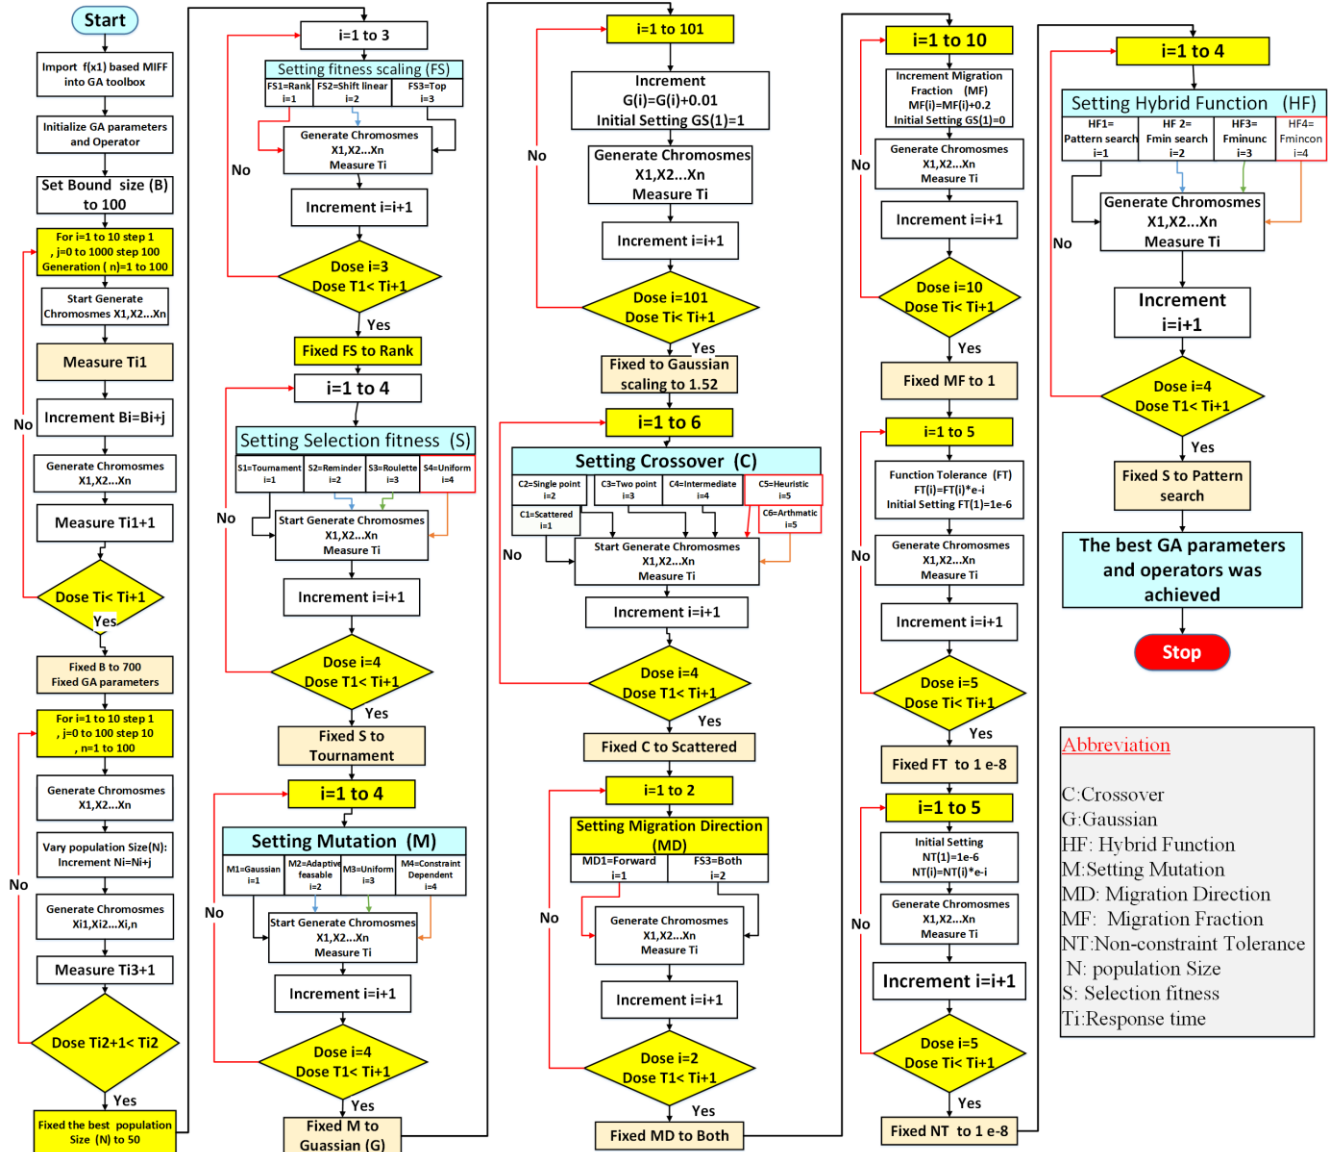 Start
Import f(x1) based MIFF
into GA toolbox
Initialize GA parameters
and Operator
Set Bound size (B)
to 100
For i=1 to 10 step 1
, j=0 to 1000 step 100
Generation ( n)=1 to 100
Start Generate
Chromosmes X1,X2...Xn
Measure Ti1
Increment Bi=Bi+j
No
Generate Chromosmes
X1,X2...Xn
Measure Ti1+1
Dose Ti< Ti+1
Yes
Fixed B to 700
Fixed GA parameters
For i=1 to 10 step 1
, j=0 to 100 step 10
, n=1 to 100
Generate Chromosmes
X1,X2...Xn
Vary population Size(N):
Increment Ni=Ni+j
No
Generate Chromosmes
Xi1,Xi2...Xi,n
Measure Ti3+1
Dose Ti2+1< Ti2
Yes
Fixed the best population
Size (N) to 50
i=1 to 3
Setting fitness scaling (FS)
FS1=Rank
i=1
FS2=Shift linear
i=2
FS3=Top
i=3
Generate Chromosmes
X1,X2...Xn
Measure Ti
No
Increment i=i+1
Dose i=3
Dose T1< Ti+1
Yes
Fixed FS to Rank
i=1 to 4
Setting Selection fitness (S)
S1=Tournament
i=1
S2=Reminder
i=2
S3=Roulette
i=3
S4=Uniform
i=4
Start Generate Chromosmes
X1,X2...Xn
Measure Ti
No
Increment i=i+1
Dose i=4
Dose T1< Ti+1
Yes
Fixed S to
Tournament
i=1 to 4
Setting Mutation (M)
M1=Gaussian
i=1
M2=Adaptive
feasable
i=2
M3=Uniform
i=3
M4=Constraint
Dependent
i=4
Start Generate Chromosmes
X1,X2...Xn
Measure Ti
No
Increment i=i+1
Dose i=4
Dose T1< Ti+1
Yes
Fixed M to
Guassian (G)
i=1 to 101
Increment
G(i)=G(i)+0.01
Initial Setting GS(1)=1
No
Generate Chromosmes
X1,X2...Xn
Measure Ti
Increment i=i+1
Dose i=101
Dose Ti< Ti+1
Yes
Fixed to Gaussian
scaling to 1.52
i=1 to 6
Setting Crossover (C)
C2=Single point
i=2
C3=Two point
i=3
C4=Intermediate
i=4
C5=Heuristic
i=5
C1=Scattered
i=1
C6=Arthmatic
i=5
Start Generate Chromosmes
X1,X2...Xn
Measure Ti
No
Increment i=i+1
Dose i=4
Dose T1< Ti+1
Yes
Fixed C to Scattered
i=1 to 2
Setting Migration Direction
(MD)
MD1=Forward
i=1
FS3=Both
i=2
Generate Chromosmes
X1,X2...Xn
Measure Ti
No
Increment i=i+1
Dose i=2
Dose T1< Ti+1
Yes
Fixed MD to Both
i=1 to 10
Increment Migration
Fraction (MF)
MF(i)=MF(i)+0.2
Initial Setting GS(1)=0
No
Generate Chromosmes
X1,X2...Xn
Measure Ti
Increment i=i+1
Dose i=10
Dose Ti< Ti+1
Yes
Fixed MF to 1
i=1 to 5
Function Tolerance (FT)
FT(i)=FT(i)*e-i
Initial Setting FT(1)=1e-6
No
Generate Chromosmes
X1,X2...Xn
Measure Ti
Increment i=i+1
Dose i=5
Dose Ti< Ti+1
Yes
Fixed FT to 1 e-8
i=1 to 5
Initial Setting
NT(1)=1e-6
NT(i)=NT(i)*e-i
Generate Chromosmes
X1,X2...Xn
Measure Ti
No
Increment i=i+1
Dose i=5
Dose Ti< Ti+1
Yes
Fixed NT to 1 e-8
i=1 to 4
Setting Hybrid Function (HF)
HF1=
Pattern search
i=1
HF 2=
Fmin search
i=2
HF3=
Fminunc
i=3
HF4=
Fmincon
i=4
Generate Chromosmes
X1,X2...Xn
Measure Ti
No
Increment
i=i+1
Dose i=4
Dose T1< Ti+1
Yes
Fixed S to Pattern
search
The best GA parameters
and operators was
achieved
Stop
Abbreviation
C:Crossover
G:Gaussian
HF: Hybrid Function
M:Setting Mutation
MD: Migration Direction
MF: Migration Fraction
NT:Non-constraint Tolerance
N: population Size
S: Selection fitness
Ti:Response time